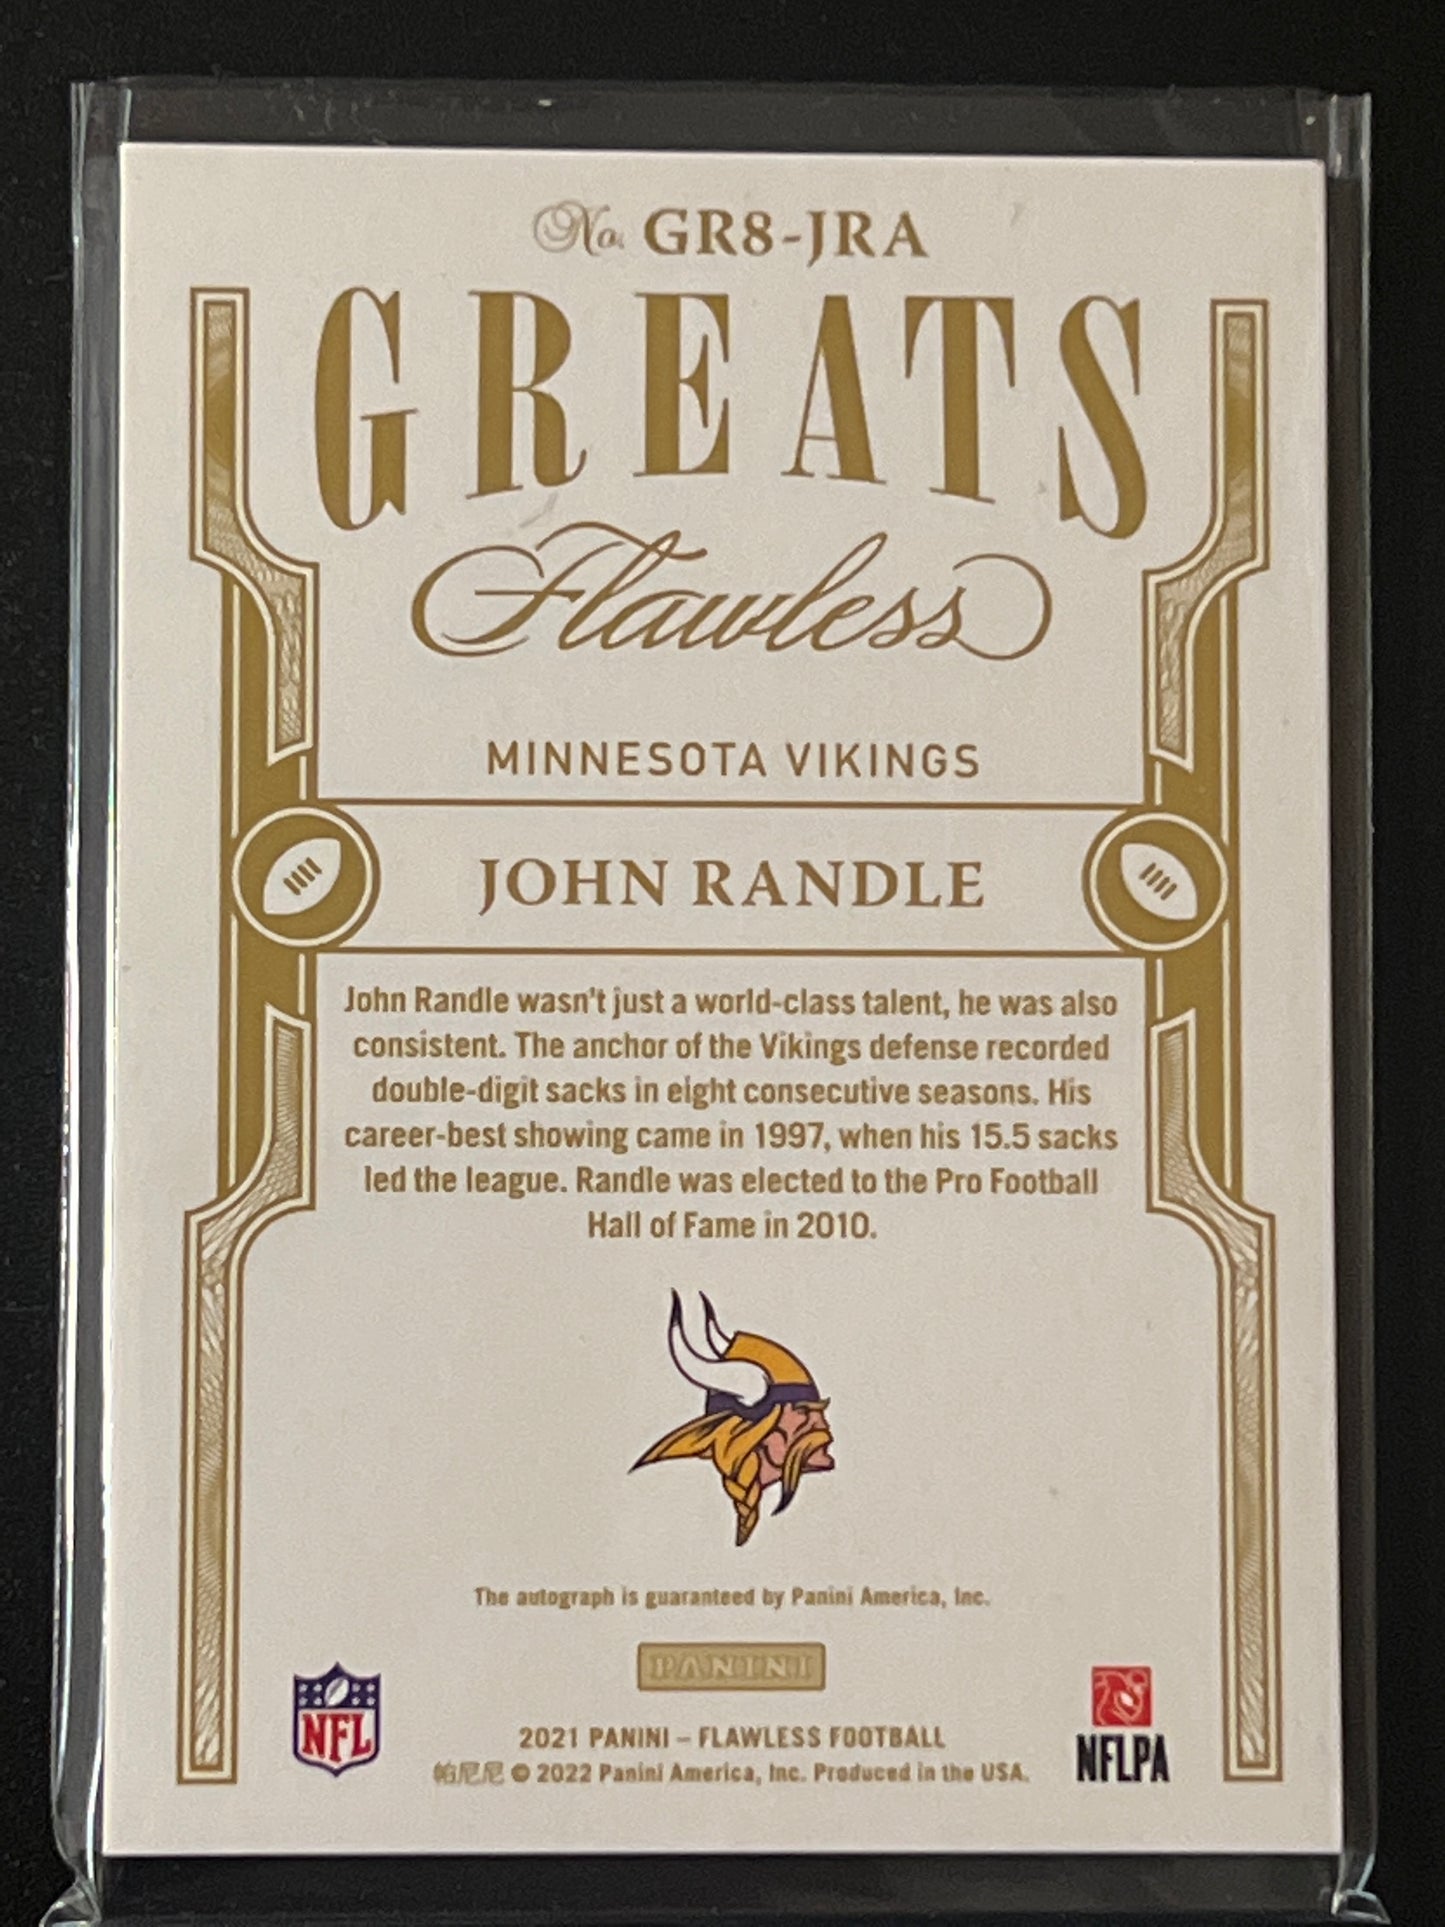 No. GR8-JRA
GREATS
Flawless
MINNESOTA VIKINGS
JOHN RANDLE
John Randle wasn't just a world-class talent, he was also
consistent. The anchor of the Vikings defense recorded
double-digit sacks in eight consecutive seasons. His
career-best showing came in 1997, when his 15.5 sacks
led the league. Randle was elected to the Pro Football
Hall of Fame in 2010.
The autograph is guaranteed by Panini America, Inc.
PANINI
NFL
2021 PANINI – FLAWLESS FOOTBALL
帕尼尼 © 2022 Panini America, Inc. Produced in the USA.
NFLPA